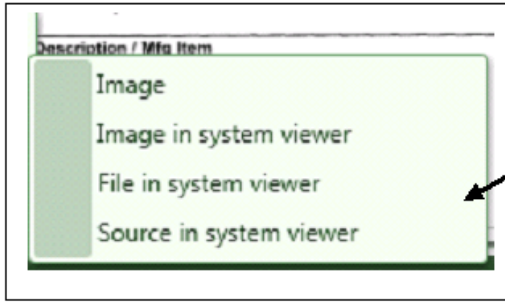 Description / Mfg Item
Image
Image in system viewer
File in system viewer
Source in system viewer